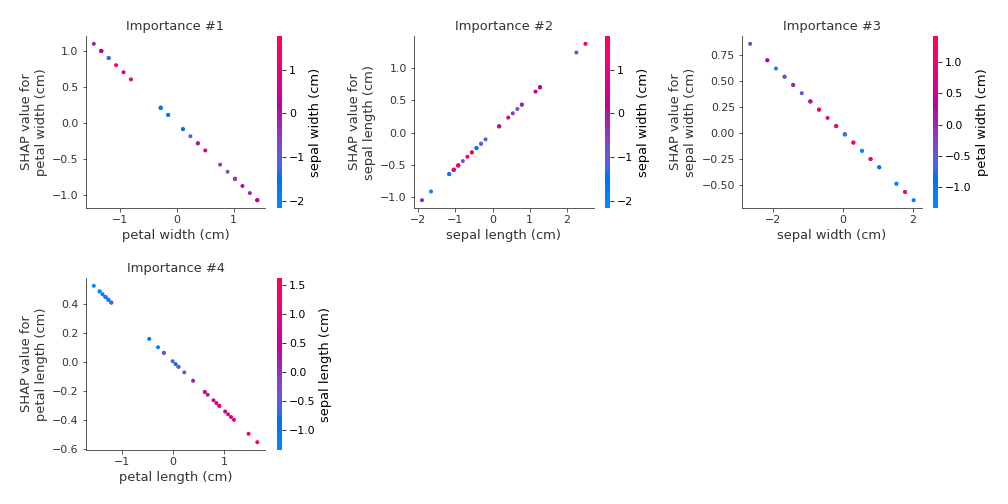 Importance #1
SHAP value for
petal width (cm)
1.0
0.5
0.0
−0.5
−1.0
−1
0
1
petal width (cm)
1
0
−1
−2
sepal width (cm)
Importance #2
SHAP value for
sepal length (cm)
1.0
0.5
0.0
−0.5
−1.0
−2
−1
0
1
2
sepal length (cm)
1
0
−1
−2
sepal width (cm)
Importance #3
SHAP value for
sepal width (cm)
0.75
0.50
0.25
0.00
−0.25
−0.50
−2
0
2
sepal width (cm)
1.0
0.5
0.0
−0.5
−1.0
petal width (cm)
Importance #4
SHAP value for
petal length (cm)
0.4
0.2
0.0
−0.2
−0.4
−0.6
−1
0
1
petal length (cm)
1.5
1.0
0.5
0.0
−0.5
−1.0
sepal length (cm)